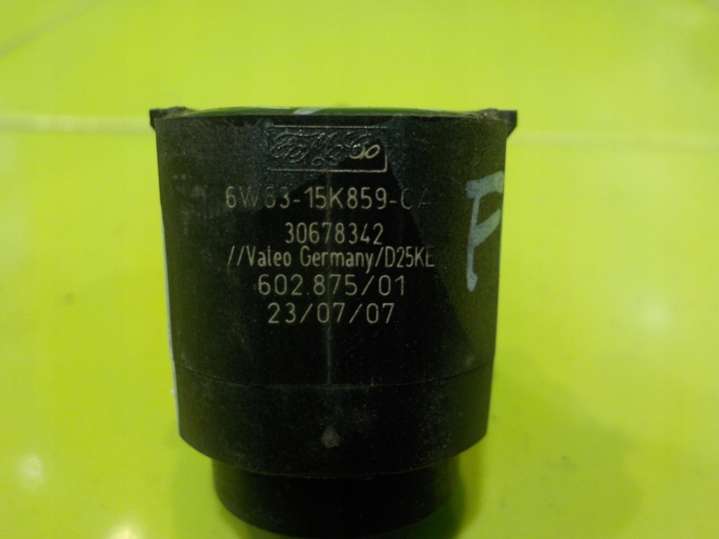 6W83-15K859-CA
30678342
//Valeo Germany/D25KE
602.875/01
23/07/07
F